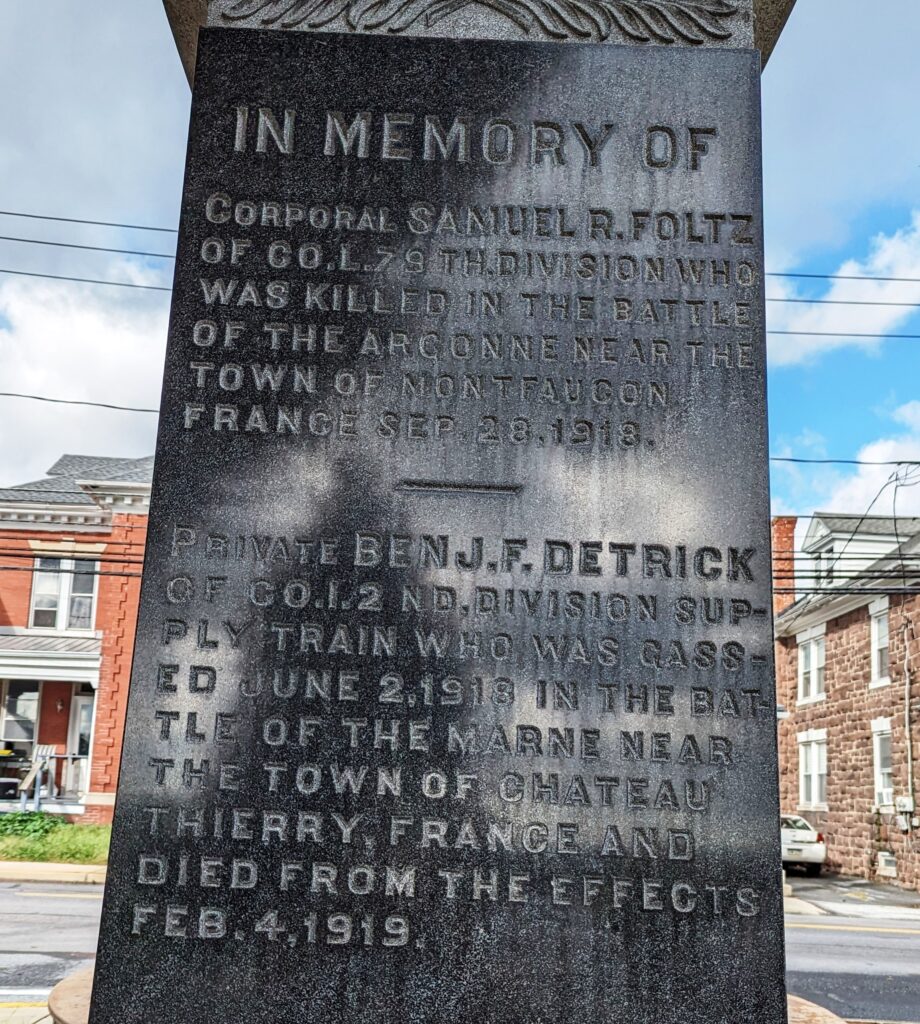 IN MEMORY OF
CORPORAL SAMUEL R. FOLTZ
OF CO. L. 79 TH. DIVISION WHO
WAS KILLED IN THE BATTLE
OF THE ARGONNE NEAR THE
TOWN OF MONTFAUCON
FRANCE SEP. 28. 1918.
PRIVATE BENJ. F. DETRICK
OF CO. I. 2 ND. DIVISION SUP-
PLY TRAIN WHO WAS GASS-
ED JUNE 2, 1918 IN THE BAT-
TLE OF THE MARNE NEAR
THE TOWN OF CHATEAU
THIERRY, FRANCE AND
DIED FROM THE EFFECTS
FEB. 4, 1919.